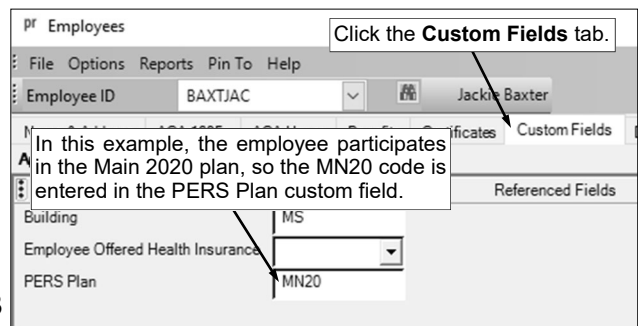 pr Employees
Click the Custom Fields tab.
File Options Reports Pin To Help
Employee ID BAXTJAC Jackie Baxter
Custom Fields
In this example, the employee participates
in the Main 2020 plan, so the MN20 code is
entered in the PERS Plan custom field.
Referenced Fields
Building MS
Employee Offered Health Insurance
PERS Plan MN20